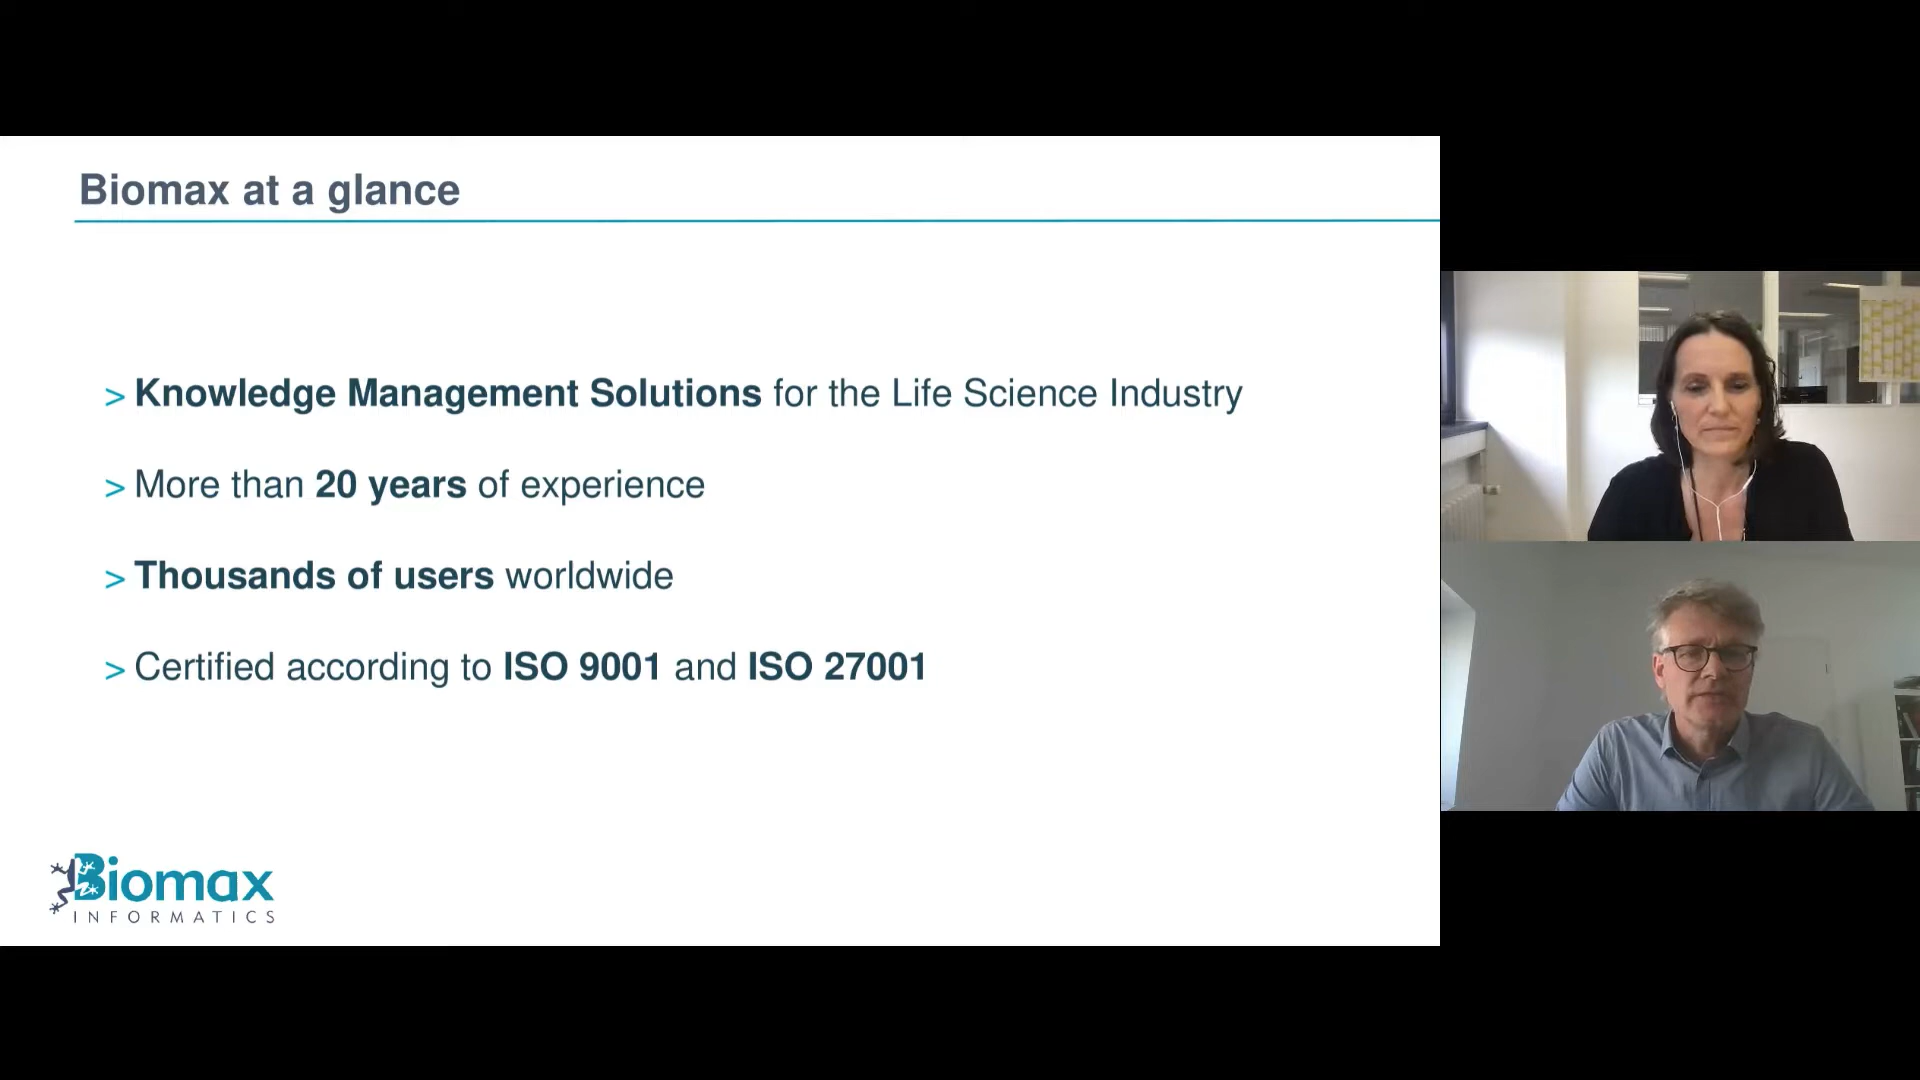 Biomax at a glance
> Knowledge Management Solutions for the Life Science Industry
> More than 20 years of experience
> Thousands of users worldwide
> Certified according to ISO 9001 and ISO 27001
Biomax
INFORMATICS